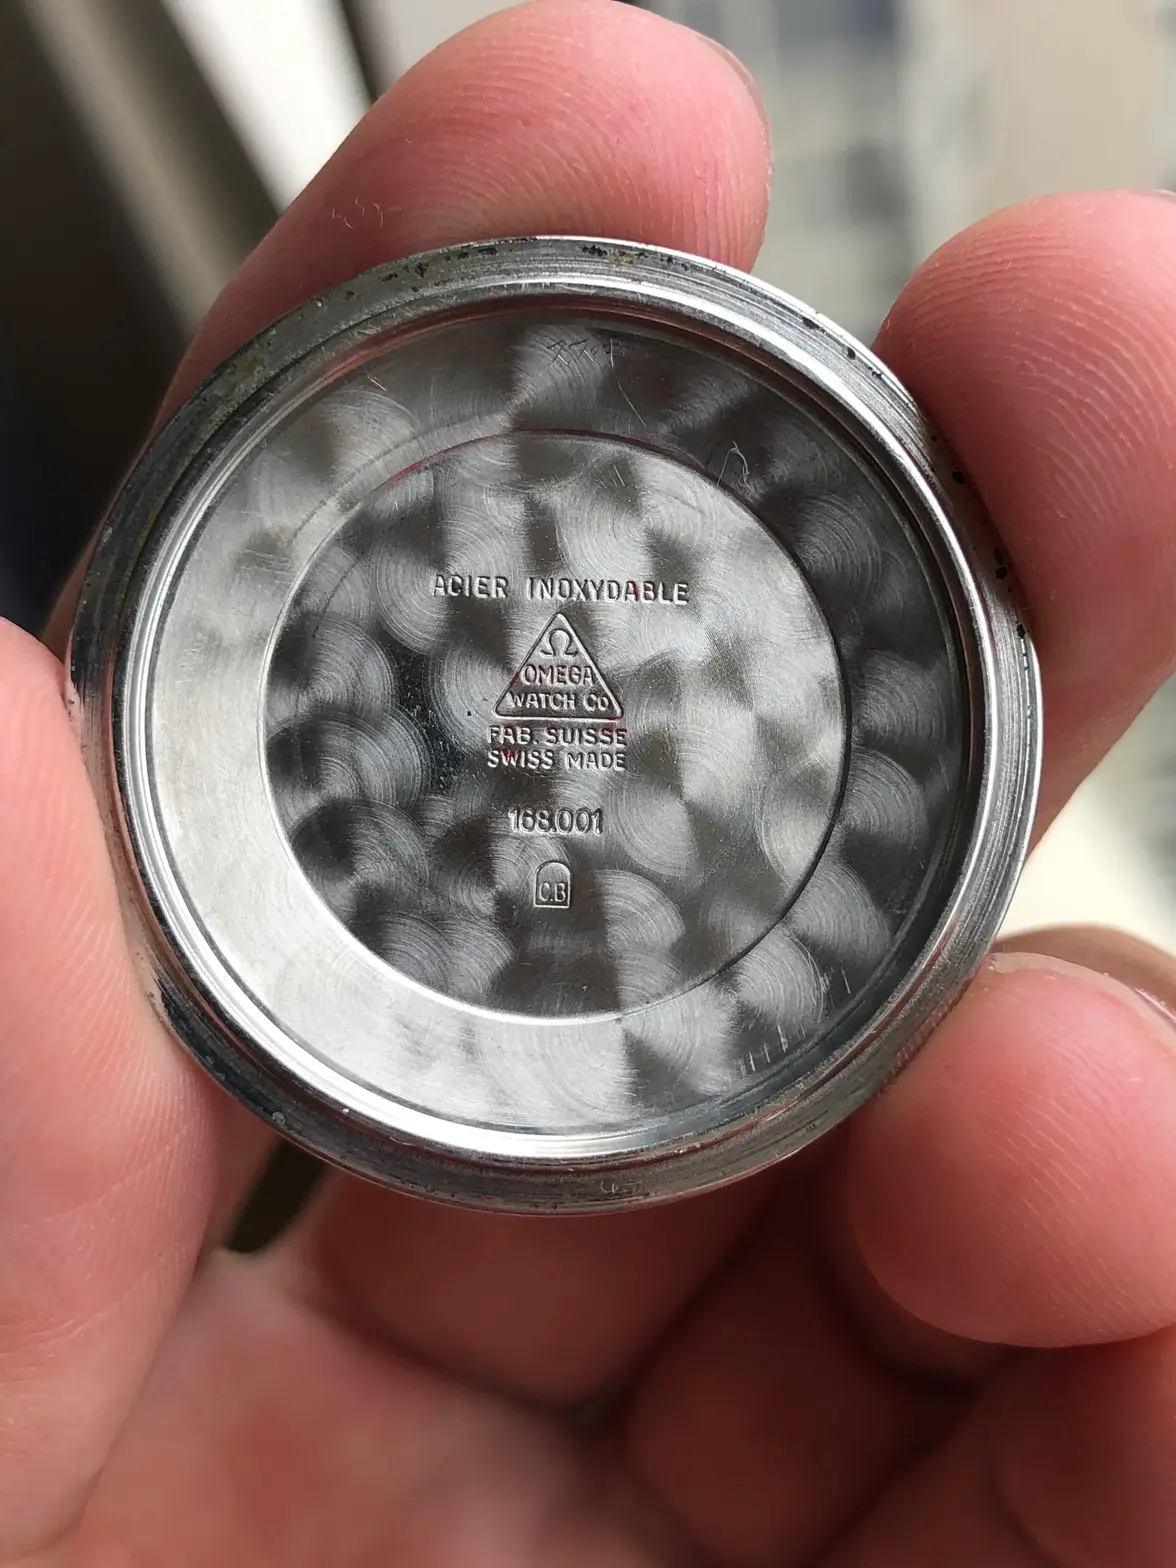 ACIER INOXYDABLE
Ω
OMEGA
WATCH Co
FAB. SUISSE
SWISS MADE
168.001
C.B